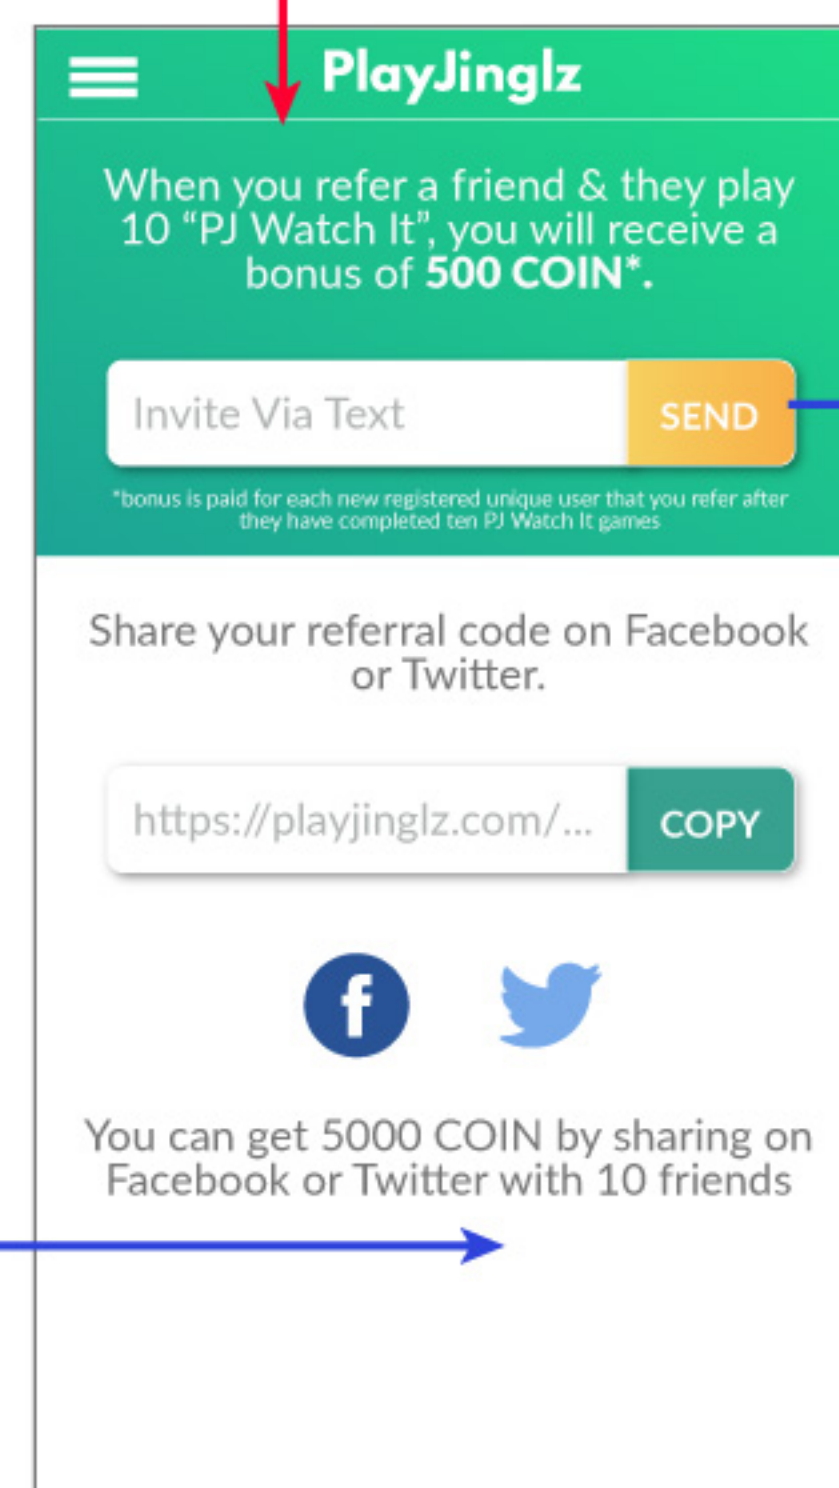 PlayJinglz
When you refer a friend & they play
10 “PJ Watch It”, you will receive a
bonus of 500 COIN*.
Invite Via Text
SEND
*bonus is paid for each new registered unique user that you refer after
they have completed ten PJ Watch It games
Share your referral code on Facebook
or Twitter.
https://playjinglz.com/...
COPY
f
You can get 5000 COIN by sharing on
Facebook or Twitter with 10 friends